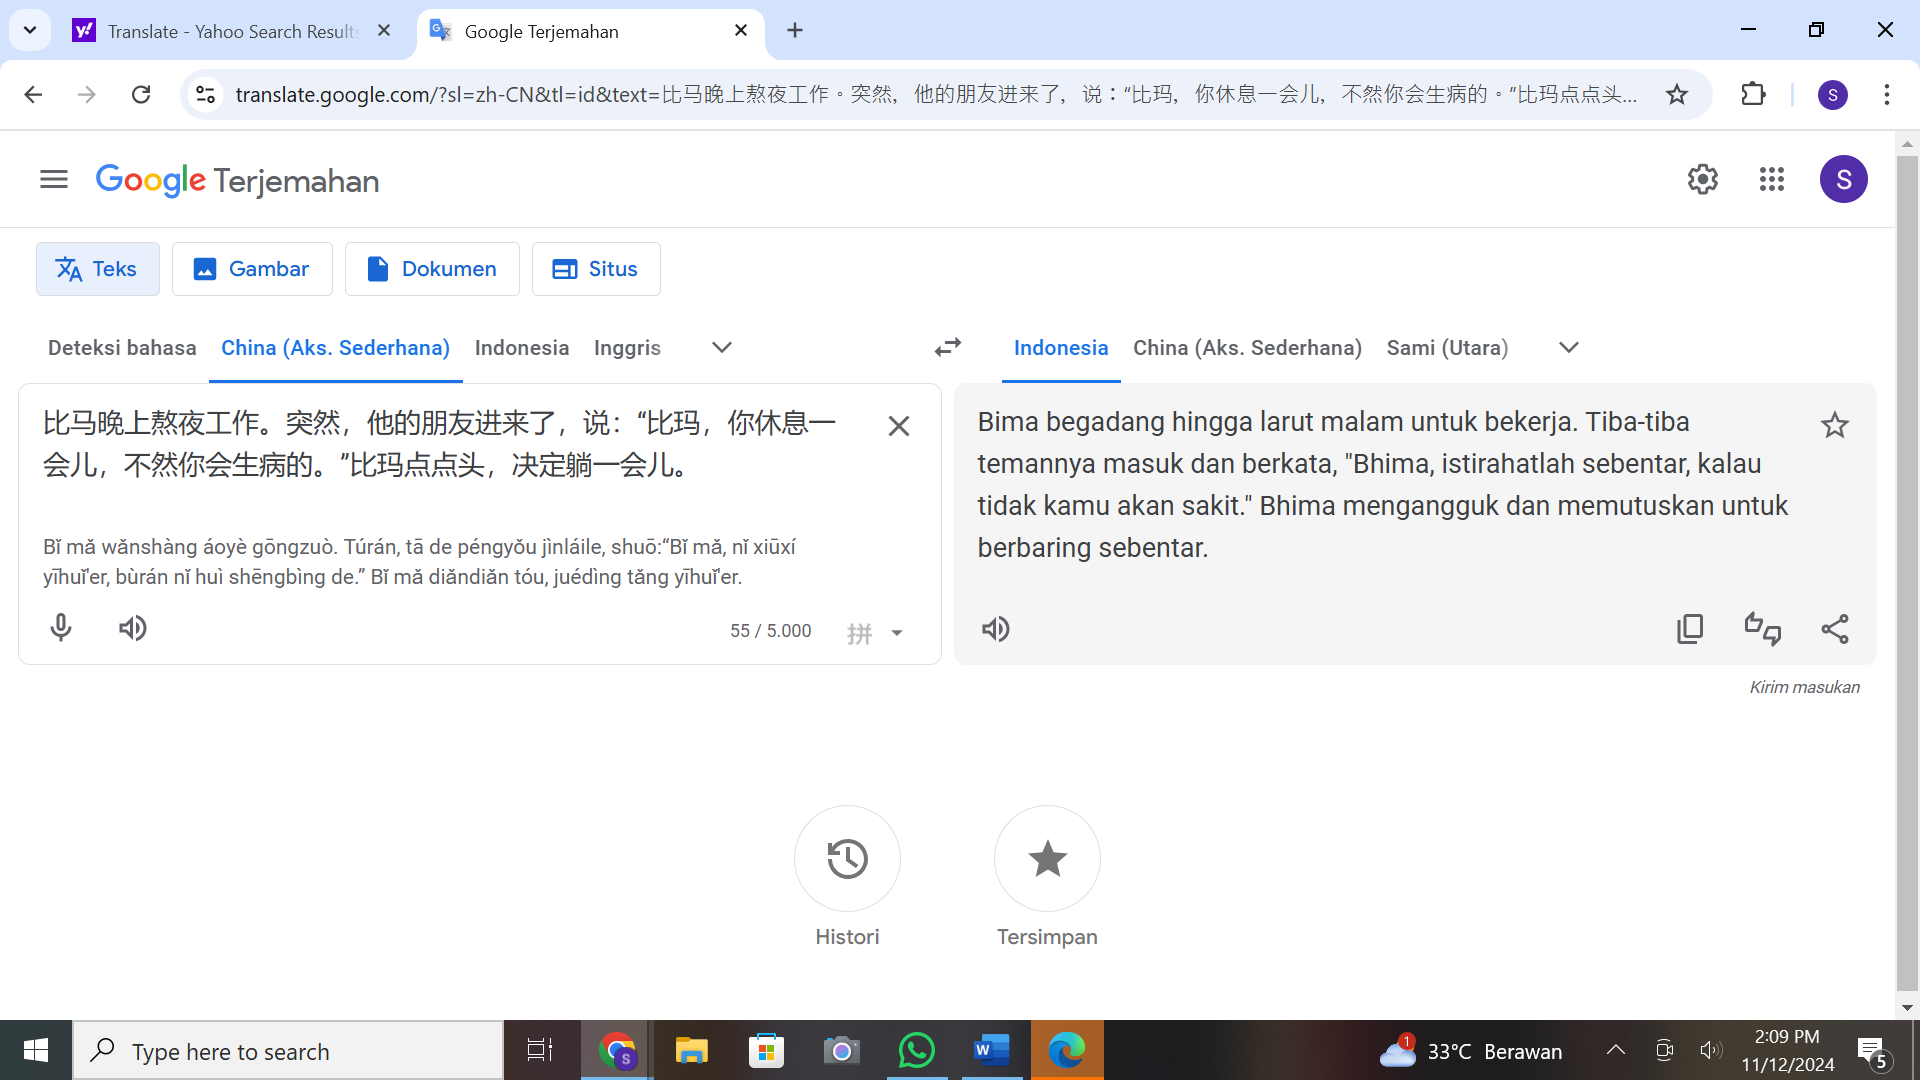 Translate - Yahoo Search Results
Google Terjemahan
translate.google.com/?sl=zh-CN&tl=id&text=比马晚上熬夜工作。突然，他的朋友进来了，说：“比玛，你休息一会儿，不然你会生病的。”比玛点点头...
S
Google Terjemahan
S
Teks
Gambar
Dokumen
Situs
Deteksi bahasa
China (Aks. Sederhana)
Indonesia
Inggris
Indonesia
China (Aks. Sederhana)
Sami (Utara)
比马晚上熬夜工作。突然，他的朋友进来了，说：“比玛，你休息一
会儿，不然你会生病的。”比玛点点头，决定躺一会儿。
Bǐ mǎ wǎnshàng áoyè gōngzuò. Túrán, tā de péngyǒu jìnláile, shuō:“Bǐ mǎ, nǐ xiūxí
yīhuǐ'er, bùrán nǐ huì shēngbìng de.” Bǐ mǎ diǎndiǎn tóu, juédìng tǎng yīhuǐ'er.
55 / 5.000
拼
Bima begadang hingga larut malam untuk bekerja. Tiba-tiba
temannya masuk dan berkata, "Bhima, istirahatlah sebentar, kalau
tidak kamu akan sakit." Bhima mengangguk dan memutuskan untuk
berbaring sebentar.
Kirim masukan
Histori
Tersimpan
Type here to search
S
W
1
33°C Berawan
2:09 PM
11/12/2024
5